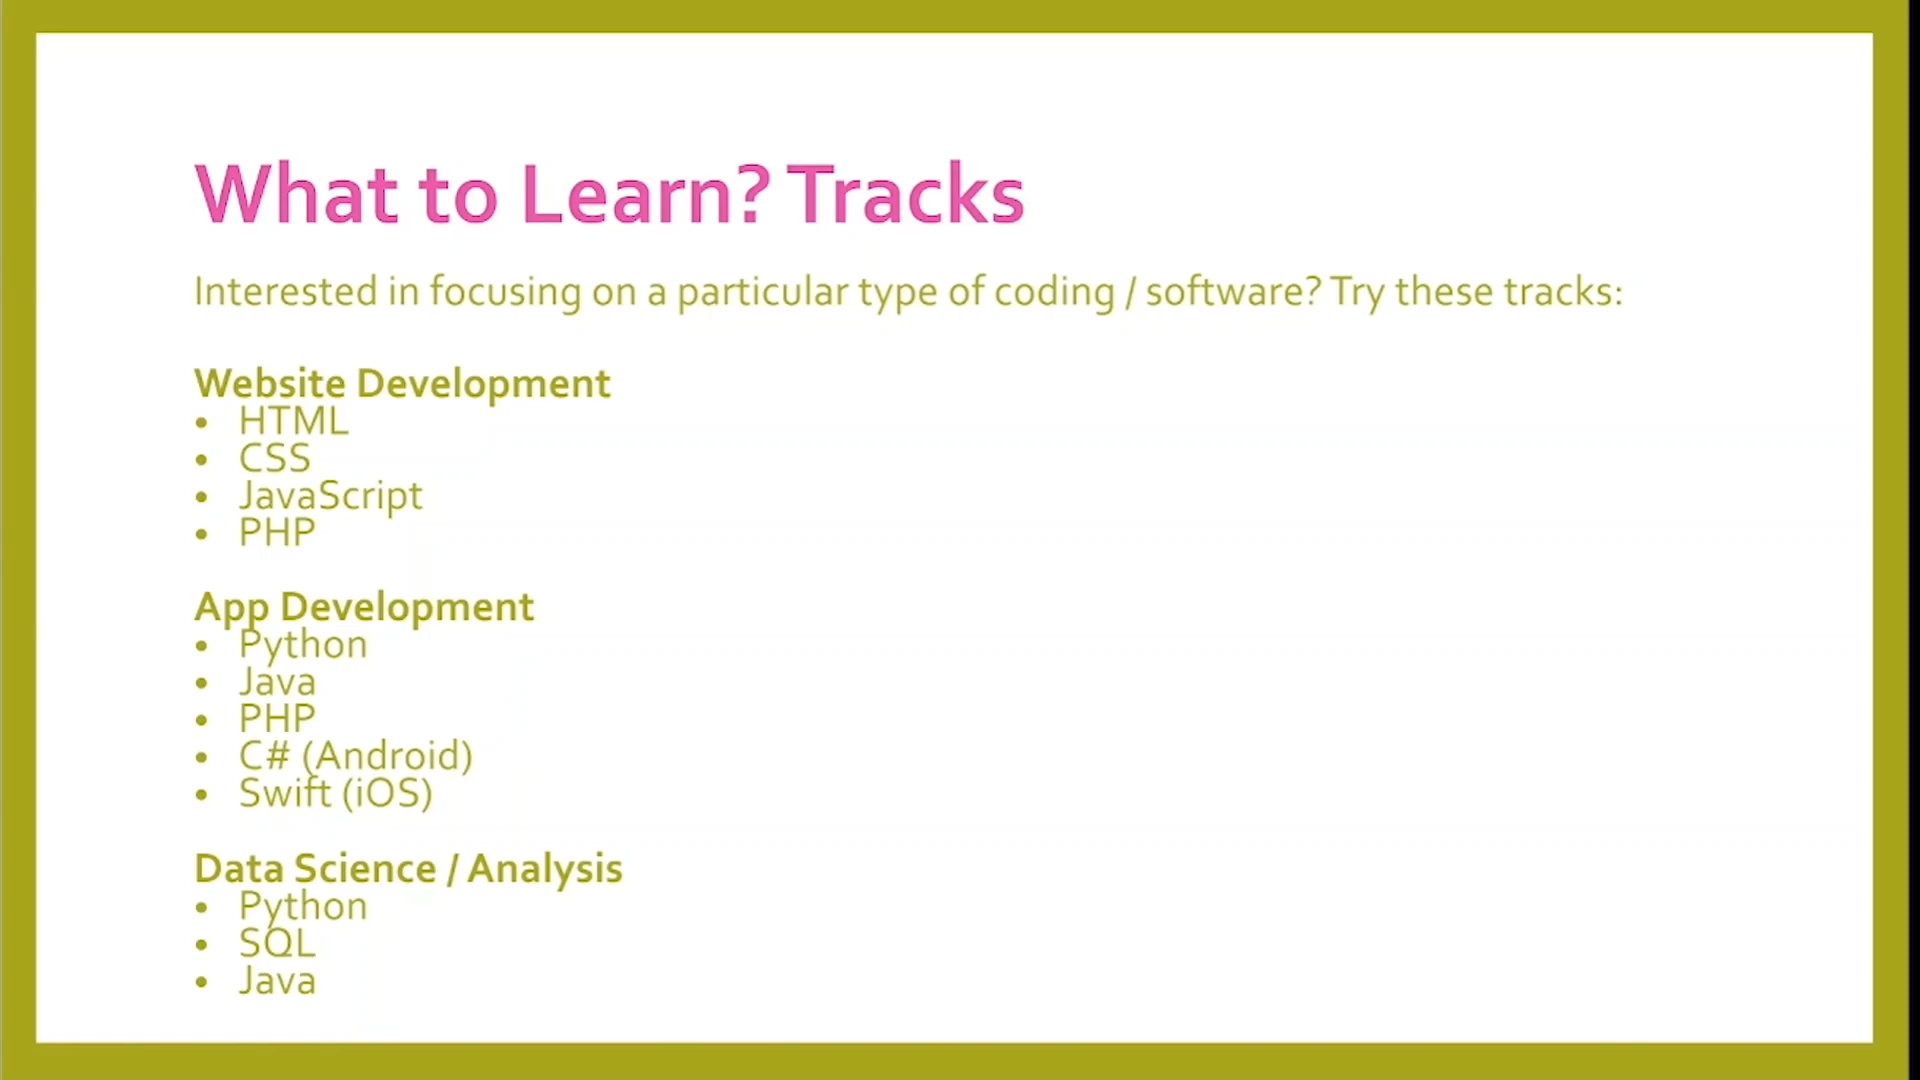 What to Learn? Tracks
Interested in focusing on a particular type of coding / software? Try these tracks:
Website Development
• HTML
• CSS
• JavaScript
• PHP
App Development
• Python
• Java
• PHP
• C# (Android)
• Swift (iOS)
Data Science / Analysis
• Python
• SQL
• Java